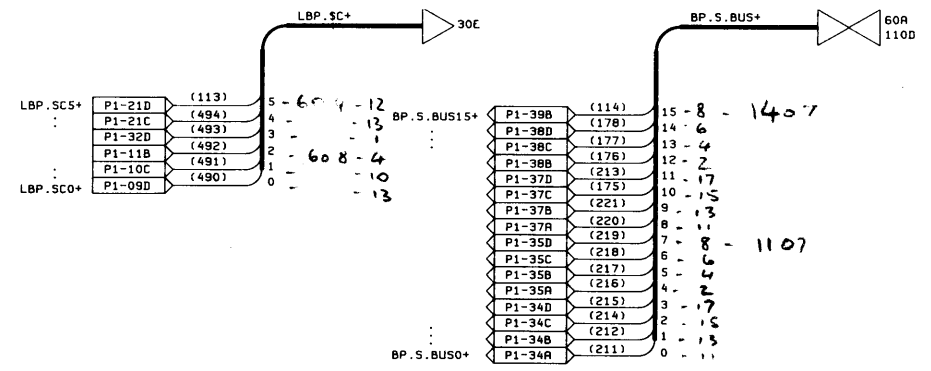 LBP.SC+
30E
LBP.SC5+ P1-21D (113) 5 - 604 - 12
: P1-21C (494) 4 - - 13
P1-32D (493) 3 - - 1
P1-11B (492) 2 - 608 - 4
: P1-10C (491) 1 - - 10
LBP.SC0+ P1-09D (490) 0 - - 13
BP.S.BUS+
60A
110D
BP.S.BUS15+ P1-39B (114) 15 - 8 - 1407
P1-38D (178) 14 - 6
P1-38C (177) 13 - 4
P1-38B (176) 12 - 2
P1-37D (213) 11 - 17
P1-37C (175) 10 - 15
P1-37B (221) 9 - 13
P1-37A (220) 8 - 11
P1-35D (219) 7 - 8 - 1107
P1-35C (218) 6 - 6
P1-35B (217) 5 - 4
P1-35A (216) 4 - 2
P1-34D (215) 3 - 17
P1-34C (214) 2 - 15
P1-34B (212) 1 - 13
BP.S.BUS0+ P1-34A (211) 0 - 11